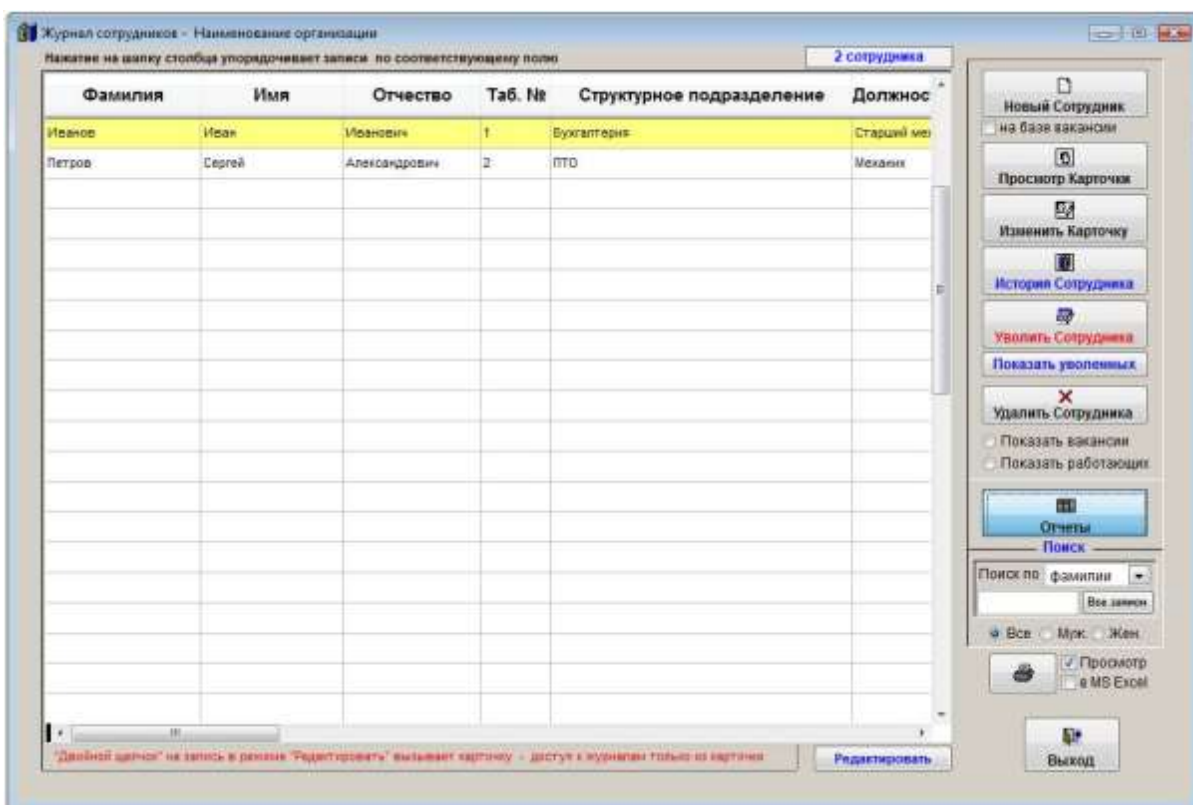 Журнал сотрудников - Наименование организации
Нажатие на шапку столбца упорядочивает записи по соответствующему полю
2 сотрудника
Фамилия Имя Отчество Таб. № Структурное подразделение Должнос
Иванов Иван Иванович 1 Бухгалтерия Старший мех
Петров Сергей Александрович 2 ПТО Механик
Новый Сотрудник
на базе вакансии
Просмотр Карточки
Изменить Карточку
История Сотрудника
Уволить Сотрудника
Показать уволенных
Удалить Сотрудника
Показать вакансии
Показать работающих
Отчеты
Поиск
Поиск по фамилии
Все записи
Все Муж. Жен.
Просмотр
в MS Excel
"Двойной щелчок" на запись в режиме "Редактировать" вызывает карточку - доступ к журналам только из карточки
Редактировать
Выход